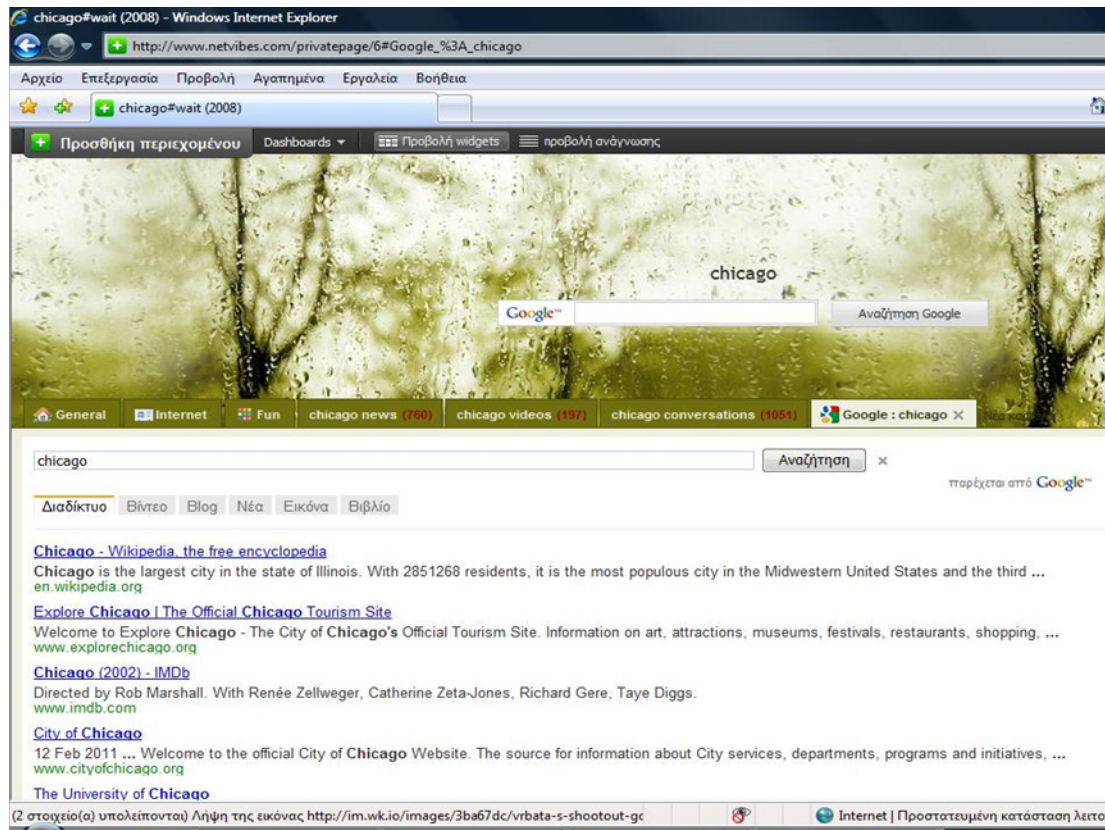 chicago#wait (2008) - Windows Internet Explorer
http://www.netvibes.com/privatepage/6#Google_%3A_chicago
Αρχείο Επεξεργασία Προβολή Αγαπημένα Εργαλεία Βοήθεια
chicago#wait (2008)
Προσθήκη περιεχομένου Dashboards Προβολή widgets προβολή ανάγνωσης
chicago
Google™ Αναζήτηση Google
General Internet Fun chicago news (760) chicago videos (197) chicago conversations (1051) Google : chicago Νέα
chicago Αναζήτηση
παρέχεται από Google™
Διαδίκτυο Βίντεο Blog Νέα Εικόνα Βιβλίο
Chicago - Wikipedia, the free encyclopedia
Chicago is the largest city in the state of Illinois. With 2851268 residents, it is the most populous city in the Midwestern United States and the third ...
en.wikipedia.org
Explore Chicago | The Official Chicago Tourism Site
Welcome to Explore Chicago - The City of Chicago's Official Tourism Site. Information on art, attractions, museums, festivals, restaurants, shopping, ...
www.explorechicago.org
Chicago (2002) - IMDb
Directed by Rob Marshall. With Renée Zellweger, Catherine Zeta-Jones, Richard Gere, Taye Diggs.
www.imdb.com
City of Chicago
12 Feb 2011 ... Welcome to the official City of Chicago Website. The source for information about City services, departments, programs and initiatives, ...
www.cityofchicago.org
The University of Chicago
(2 στοιχείο(α) υπολείπονται) Λήψη της εικόνας http://im.wk.io/images/3ba67dc/vrbata-s-shootout-gc Internet | Προστατευμένη κατάσταση λειτο